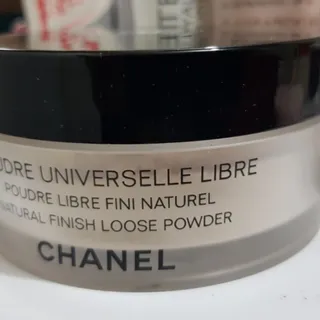 UDRE UNIVERSELLE LIBRE
POUDRE LIBRE FINI NATUREL
NATURAL FINISH LOOSE POWDER
CHANEL